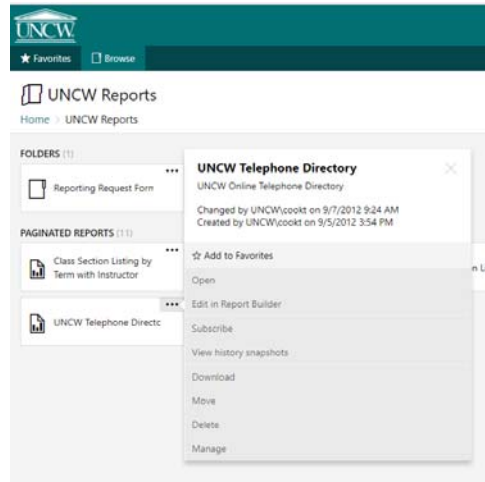 UNCW
Favorites Browse
UNCW Reports
Home > UNCW Reports
FOLDERS (1)
Reporting Request Form
PAGINATED REPORTS (11)
Class Section Listing by
Term with Instructor
UNCW Telephone Directc
UNCW Telephone Directory
UNCW Online Telephone Directory
Changed by UNCW\cookt on 9/7/2012 9:24 AM
Created by UNCW\cookt on 9/5/2012 3:54 PM
Add to Favorites
Open
Edit in Report Builder
Subscribe
View history snapshots
Download
Move
Delete
Manage